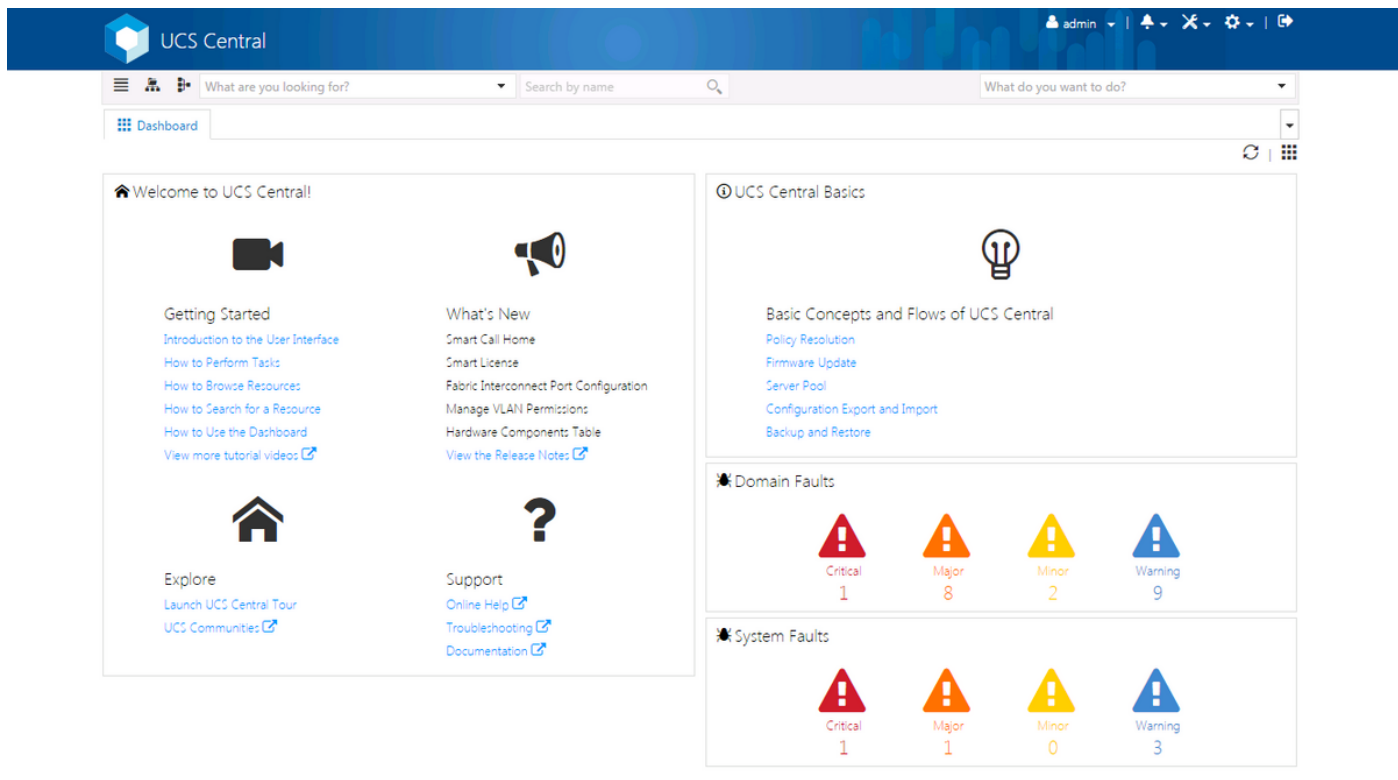 UCS Central
admin
What are you looking for?
Search by name
What do you want to do?
Dashboard
Welcome to UCS Central!
Getting Started
Introduction to the User Interface
How to Perform Tasks
How to Browse Resources
How to Search for a Resource
How to Use the Dashboard
View more tutorial videos
What's New
Smart Call Home
Smart License
Fabric Interconnect Port Configuration
Manage VLAN Permissions
Hardware Components Table
View the Release Notes
Explore
Launch UCS Central Tour
UCS Communities
Support
Online Help
Troubleshooting
Documentation
UCS Central Basics
Basic Concepts and Flows of UCS Central
Policy Resolution
Firmware Update
Server Pool
Configuration Export and Import
Backup and Restore
Domain Faults
Critical Major Minor Warning
1 8 2 9
System Faults
Critical Major Minor Warning
1 1 0 3